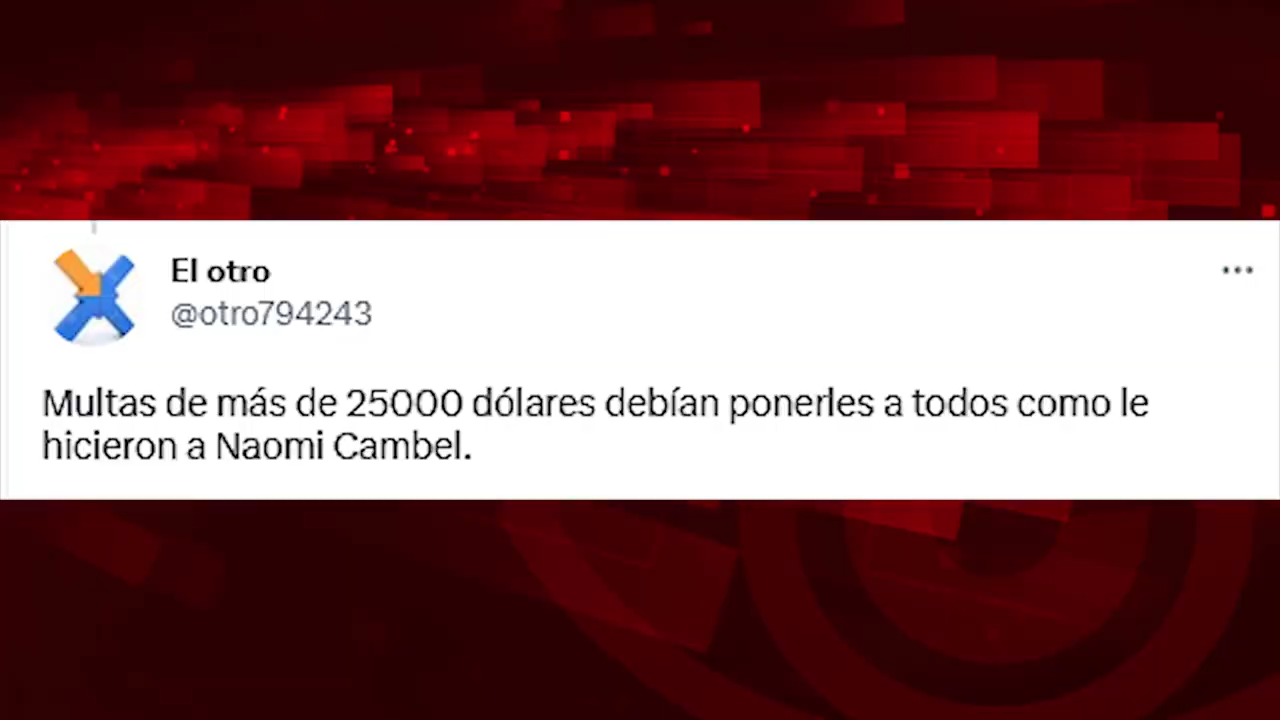 El otro
@otro794243
Multas de más de 25000 dólares debían ponerles a todos como le
hicieron a Naomi Cambel.